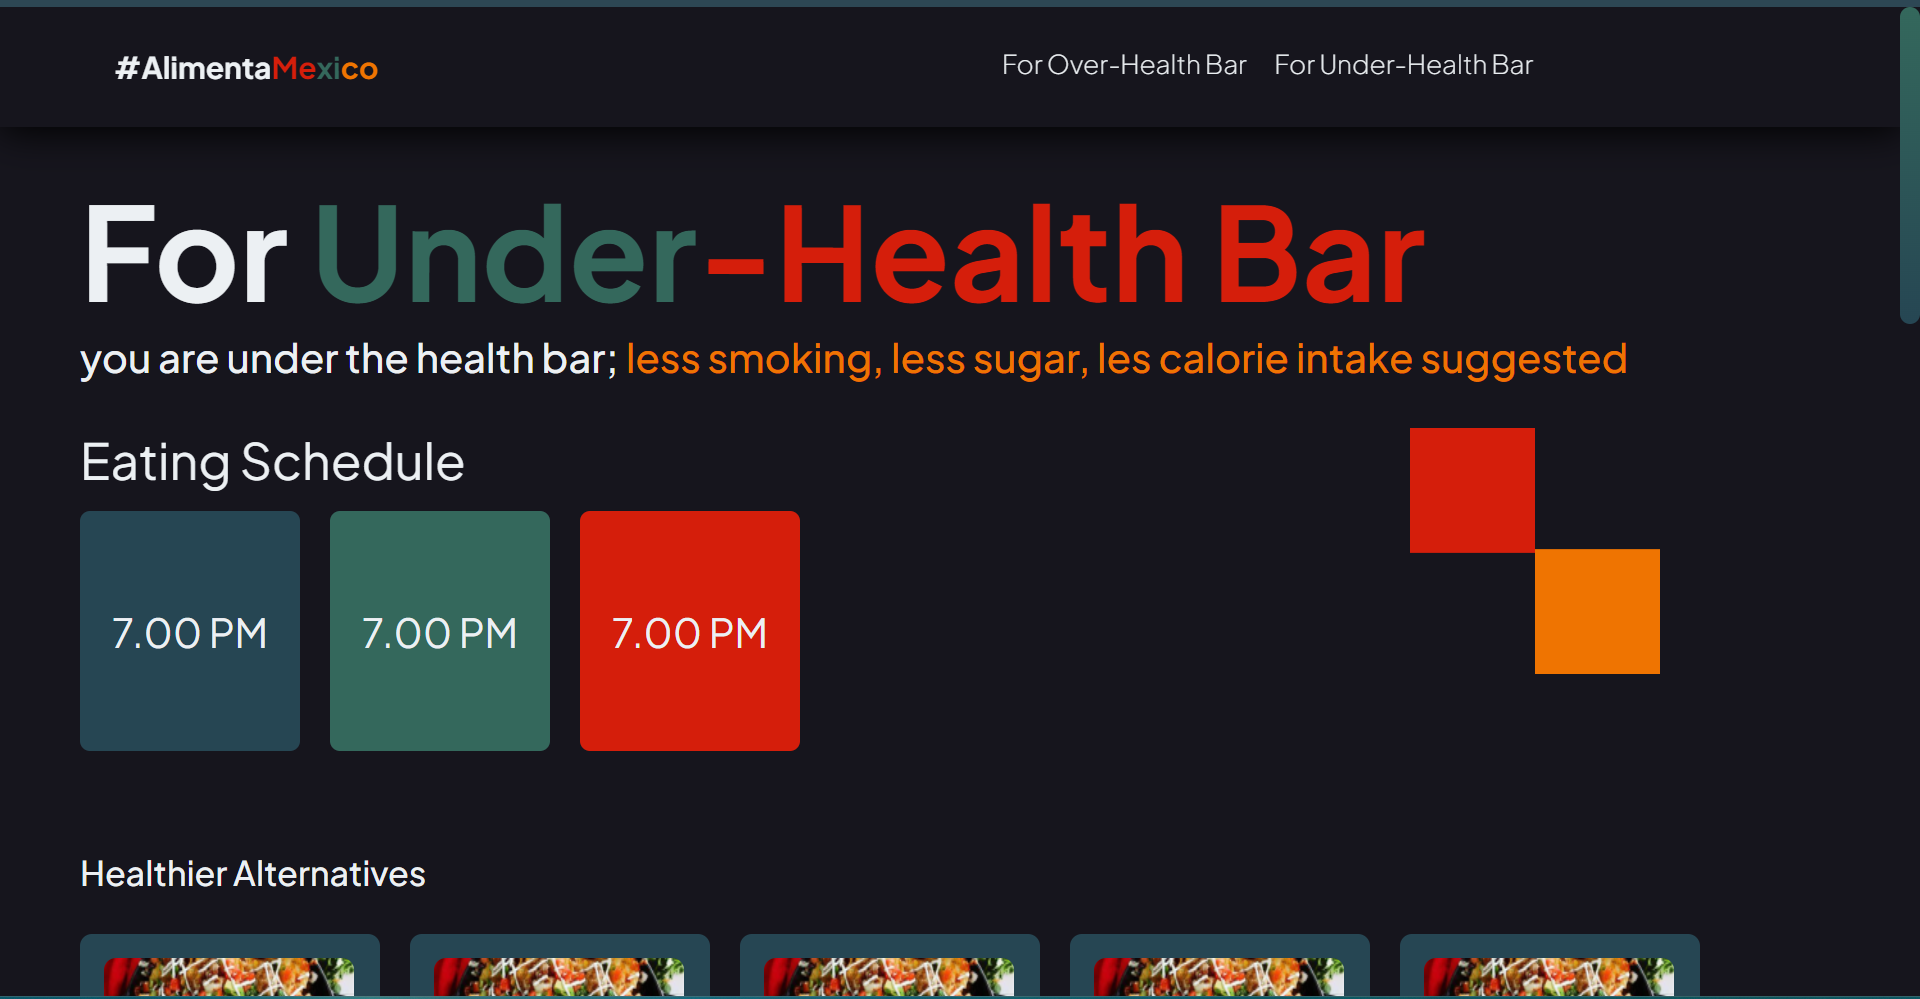 #AlimentaMexico
For Over-Health Bar
For Under-Health Bar
For Under-Health Bar
you are under the health bar; less smoking, less sugar, les calorie intake suggested
Eating Schedule
7.00 PM
7.00 PM
7.00 PM
Healthier Alternatives